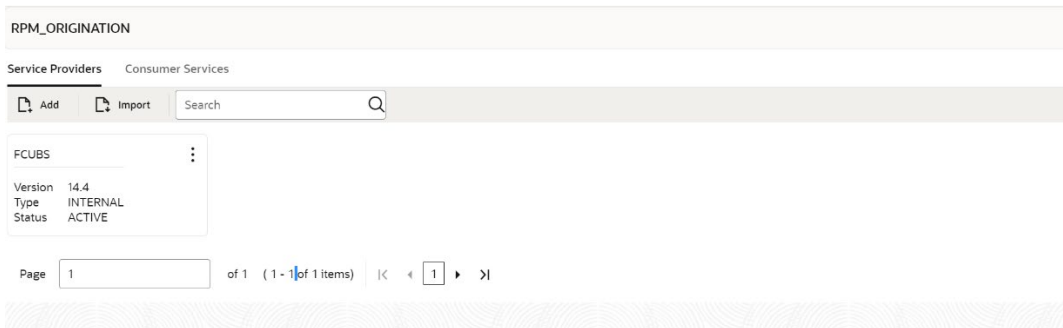 RPM_ORIGINATION
Service Providers Consumer Services
Add Import Search
FCUBS
Version 14.4
Type INTERNAL
Status ACTIVE
Page 1 of 1 ( 1 - 1 of 1 items) 1